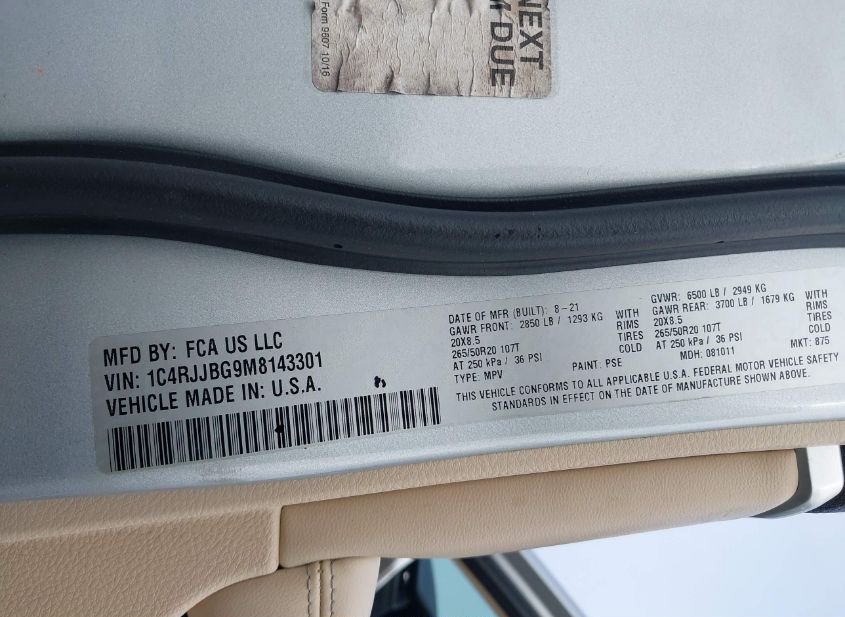 NEXT
M DUE
Form 9607 10/16
MFD BY: FCA US LLC
VIN: 1C4RJJBG9M8143301
VEHICLE MADE IN: U.S.A.
DATE OF MFR (BUILT): 8-21
GAWR FRONT: 2850 LB / 1293 KG WITH
20X8.5 RIMS
265/50R20 107T TIRES
AT 250 kPa / 36 PSI COLD
TYPE: MPV PAINT: PSE
GVWR: 6500 LB / 2949 KG
GAWR REAR: 3700 LB / 1679 KG WITH
20X8.5 RIMS
265/50R20 107T TIRES
AT 250 kPa / 36 PSI COLD
MDH: 081011 MKT: 875
THIS VEHICLE CONFORMS TO ALL APPLICABLE U.S.A. FEDERAL MOTOR VEHICLE SAFETY
STANDARDS IN EFFECT ON THE DATE OF MANUFACTURE SHOWN ABOVE.